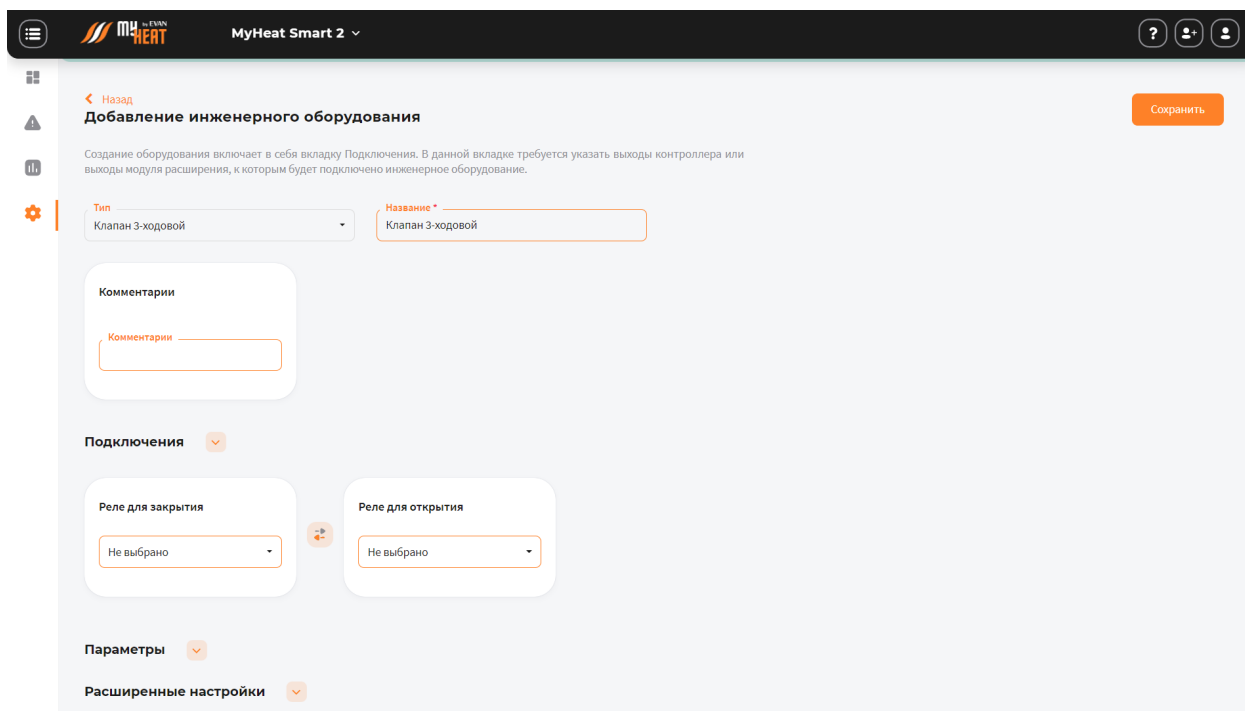 by EVAN
MY HEAT
MyHeat Smart 2
?
Назад
Добавление инженерного оборудования
Сохранить
Создание оборудования включает в себя вкладку Подключения. В данной вкладке требуется указать выходы контроллера или
выходы модуля расширения, к которым будет подключено инженерное оборудование.
Тип
Название *
Клапан 3-ходовой
Клапан 3-ходовой
Комментарии
Комментарии
Подключения
Реле для закрытия
Реле для открытия
Не выбрано
Не выбрано
Параметры
Расширенные настройки